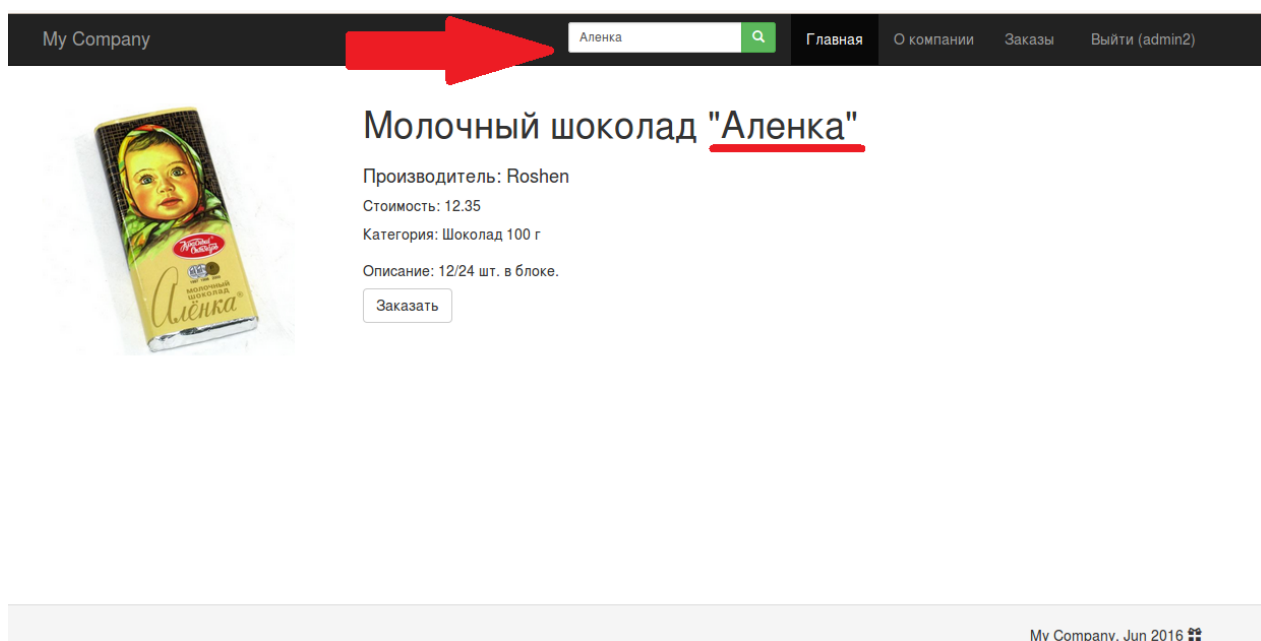 My Company
Аленка
Главная
О компании
Заказы
Выйти (admin2)
Молочный шоколад "Аленка"
Производитель: Roshen
Стоимость: 12.35
Категория: Шоколад 100 г
Описание: 12/24 шт. в блоке.
Заказать
Красный
Октябрь
молочный
шоколад
Алёнка
My Company, Jun 2016